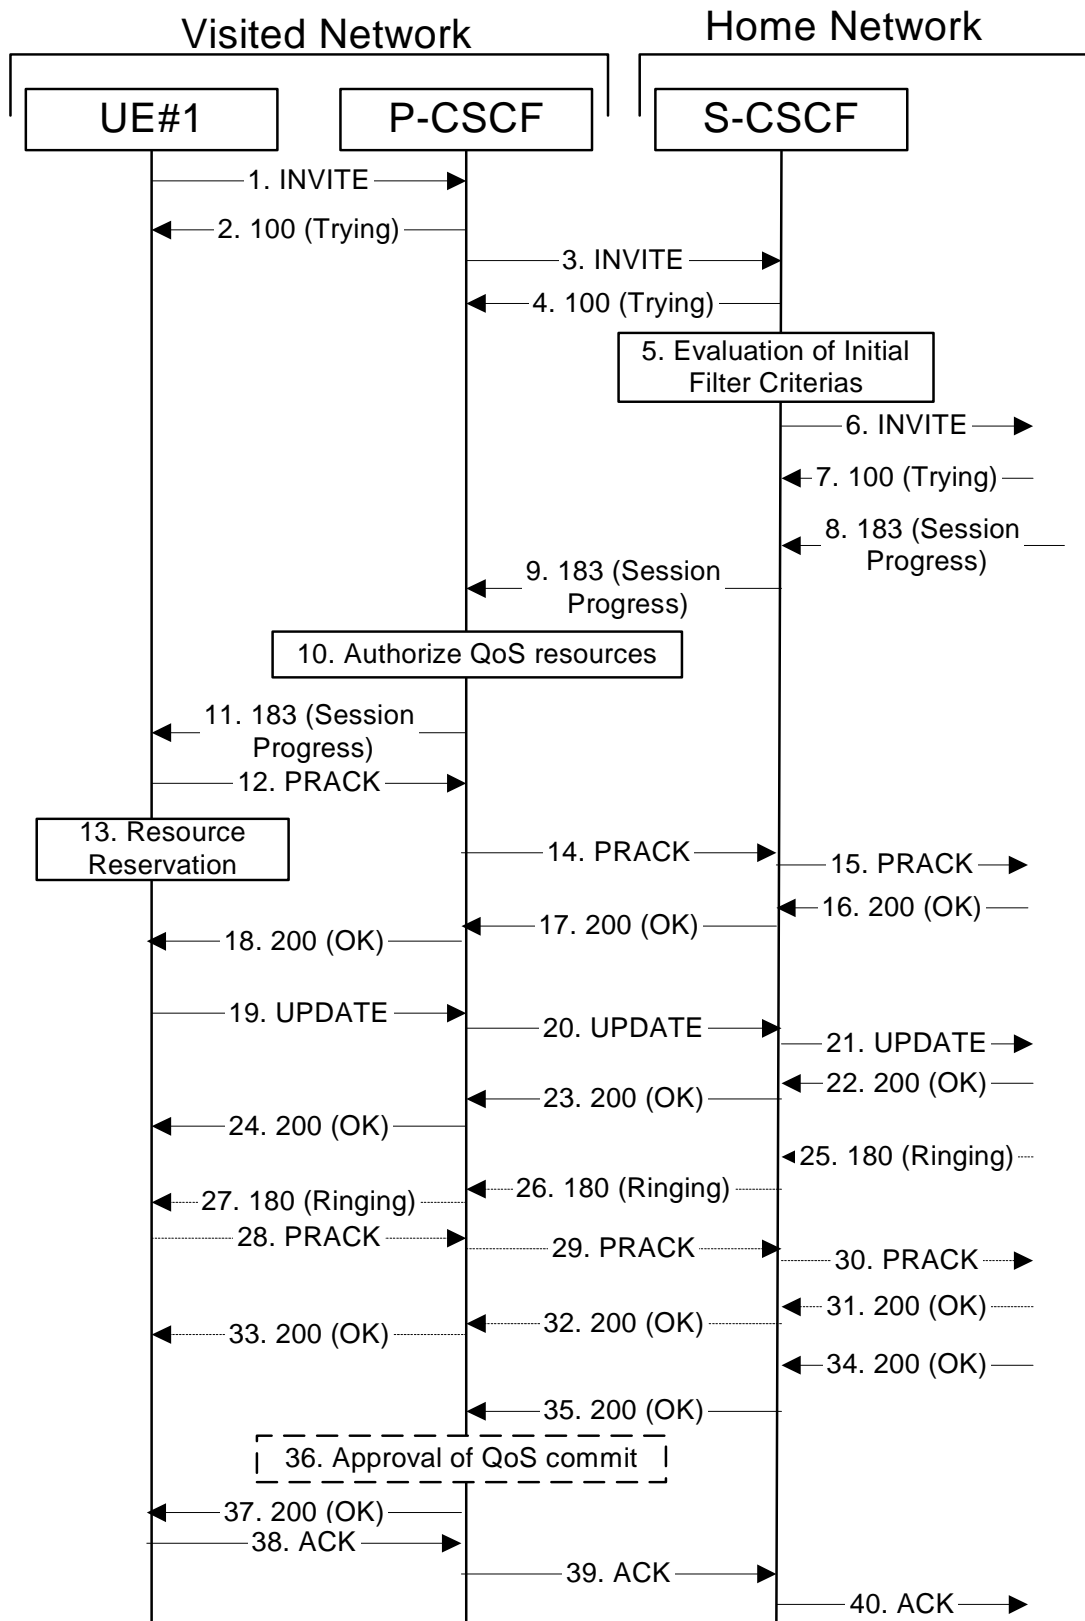 Visited Network
Home Network
UE#1
P-CSCF
S-CSCF
1. INVITE
2. 100 (Trying)
3. INVITE
4. 100 (Trying)
5. Evaluation of Initial
Filter Criterias
6. INVITE
7. 100 (Trying)
8. 183 (Session
Progress)
9. 183 (Session
Progress)
10. Authorize QoS resources
11. 183 (Session
Progress)
12. PRACK
13. Resource
Reservation
14. PRACK
15. PRACK
16. 200 (OK)
17. 200 (OK)
18. 200 (OK)
19. UPDATE
20. UPDATE
21. UPDATE
22. 200 (OK)
23. 200 (OK)
24. 200 (OK)
25. 180 (Ringing)
26. 180 (Ringing)
27. 180 (Ringing)
28. PRACK
29. PRACK
30. PRACK
31. 200 (OK)
32. 200 (OK)
33. 200 (OK)
34. 200 (OK)
35. 200 (OK)
36. Approval of QoS commit
37. 200 (OK)
38. ACK
39. ACK
40. ACK